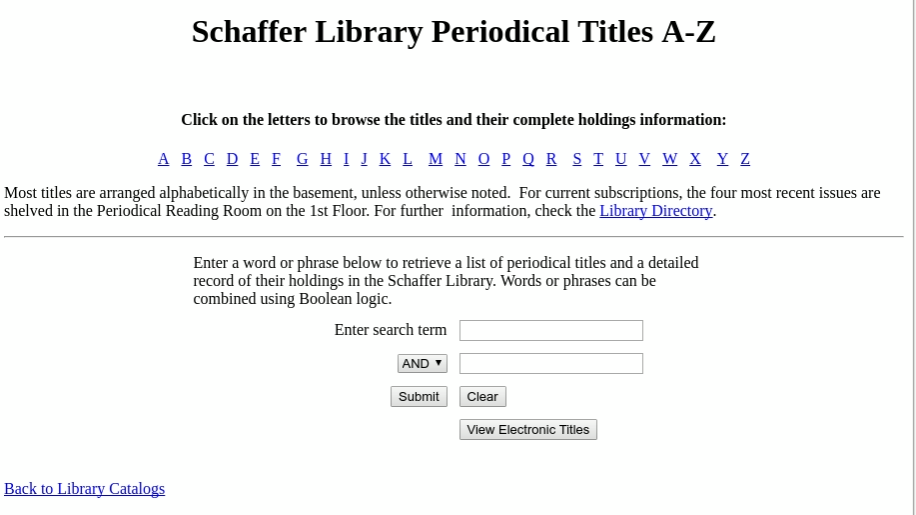 Schaffer Library Periodical Titles A-Z
Click on the letters to browse the titles and their complete holdings information:
A B C D E F G H I J K L M N O P Q R S T U V W X Y Z
Most titles are arranged alphabetically in the basement, unless otherwise noted. For current subscriptions, the four most recent issues are
shelved in the Periodical Reading Room on the 1st Floor. For further information, check the Library Directory.
Enter a word or phrase below to retrieve a list of periodical titles and a detailed
record of their holdings in the Schaffer Library. Words or phrases can be
combined using Boolean logic.
Enter search term
AND
Submit Clear
View Electronic Titles
Back to Library Catalogs